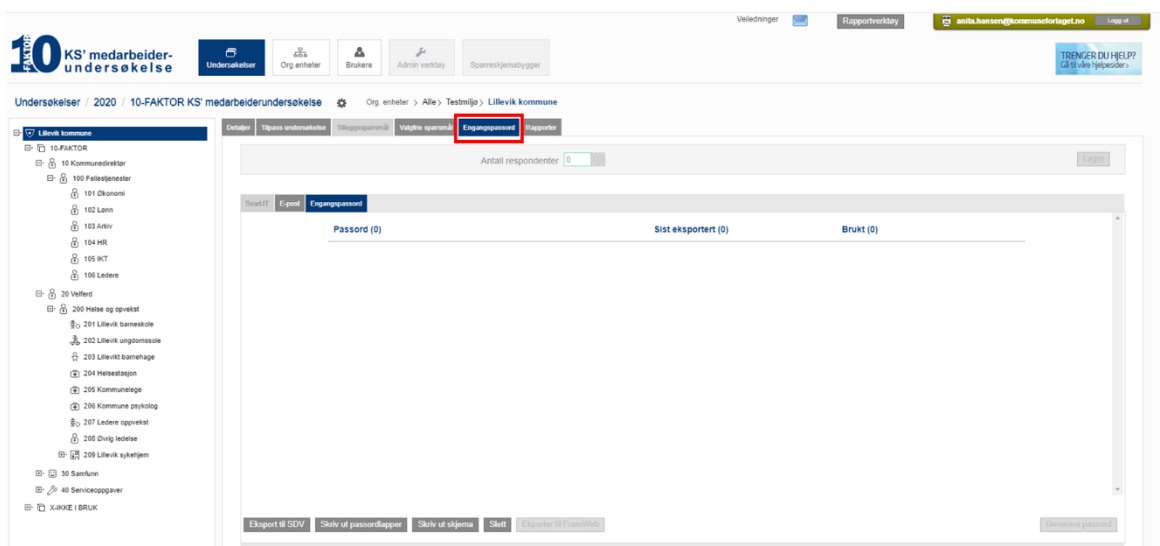 Veiledninger Rapportverktøy anita.hansen@kommuneforlaget.no Logg ut
10 FAKTOR KS' medarbeider-
undersøkelse
Undersøkelser Org.enheter Brukere Admin verktøy Spørreskjemabygger
TRENGER DU HJELP?
Gå til våre hjelpesider>
Undersøkelser / 2020 / 10-FAKTOR KS' medarbeiderundersøkelse Org. enheter > Alle> Testmiljø> Lillevik kommune
Detaljer Tilpass undersøkelse Tilleggsspørsmål Valgfrie spørsmål Engangspassord Rapporter
Lillevik kommune
10-FAKTOR
10 Kommunedirektør
100 Fellestjenester
101 Økonomi
102 Lønn
103 Arkiv
104 HR
105 IKT
106 Ledere
20 Velferd
200 Helse og opvekst
201 Lillevik barneskole
202 Lillevik ungdomssole
203 Lillevikt barnehage
204 Helsestasjon
205 Kommunelege
206 Kommune psykolog
207 Ledere oppvekst
208 Øvrig ledelse
209 Lillevik sykehjem
30 Samfunn
40 Serviceoppgaver
X-IKKE I BRUK
Antall respondenter 0 Lagre
SvarUT E-post Engangspassord
Passord (0) Sist eksportert (0) Brukt (0)
Eksport til SDV Skriv ut passordlapper Skriv ut skjema Slett Eksporter til FoamWeb Generere passord